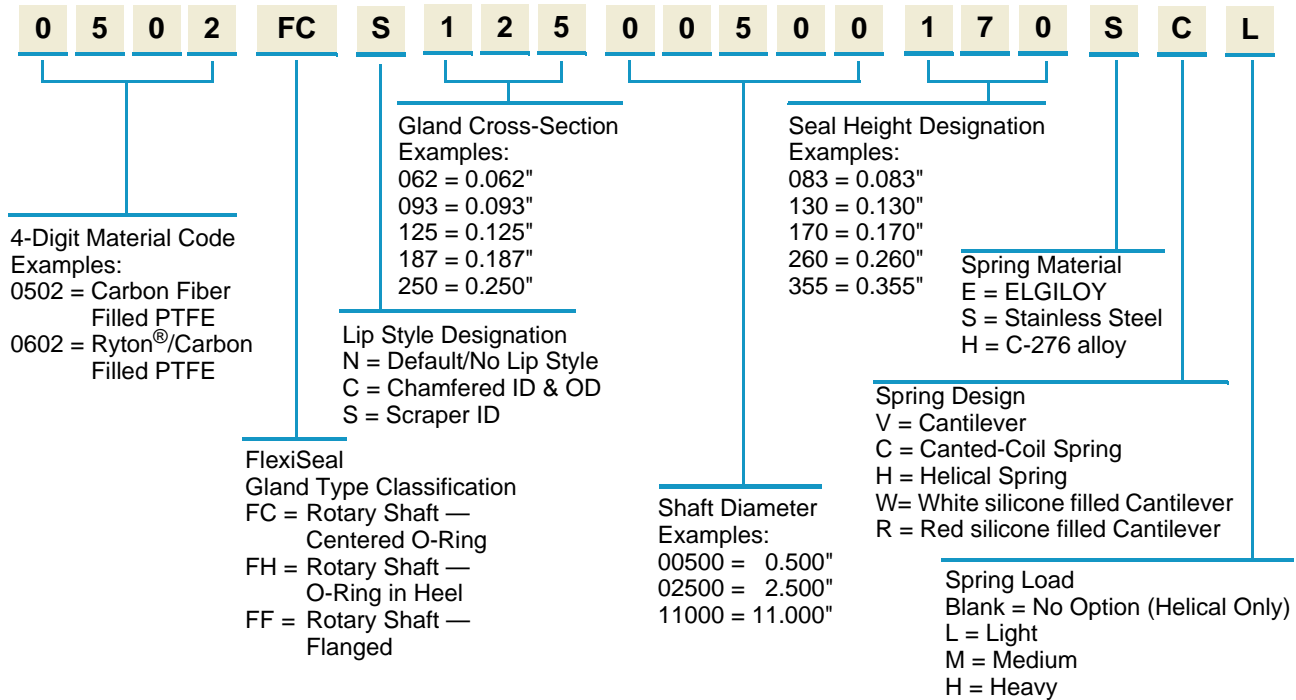 0 5 0 2 FC S 1 2 5 0 0 5 0 0 1 7 0 S C L
4-Digit Material Code
Examples:
0502 = Carbon Fiber
Filled PTFE
0602 = Ryton®/Carbon
Filled PTFE
FlexiSeal
Gland Type Classification
FC = Rotary Shaft —
Centered O-Ring
FH = Rotary Shaft —
O-Ring in Heel
FF = Rotary Shaft —
Flanged
Lip Style Designation
N = Default/No Lip Style
C = Chamfered ID & OD
S = Scraper ID
Gland Cross-Section
Examples:
062 = 0.062"
093 = 0.093"
125 = 0.125"
187 = 0.187"
250 = 0.250"
Shaft Diameter
Examples:
00500 = 0.500"
02500 = 2.500"
11000 = 11.000"
Seal Height Designation
Examples:
083 = 0.083"
130 = 0.130"
170 = 0.170"
260 = 0.260"
355 = 0.355"
Spring Material
E = ELGILOY
S = Stainless Steel
H = C-276 alloy
Spring Design
V = Cantilever
C = Canted-Coil Spring
H = Helical Spring
W= White silicone filled Cantilever
R = Red silicone filled Cantilever
Spring Load
Blank = No Option (Helical Only)
L = Light
M = Medium
H = Heavy